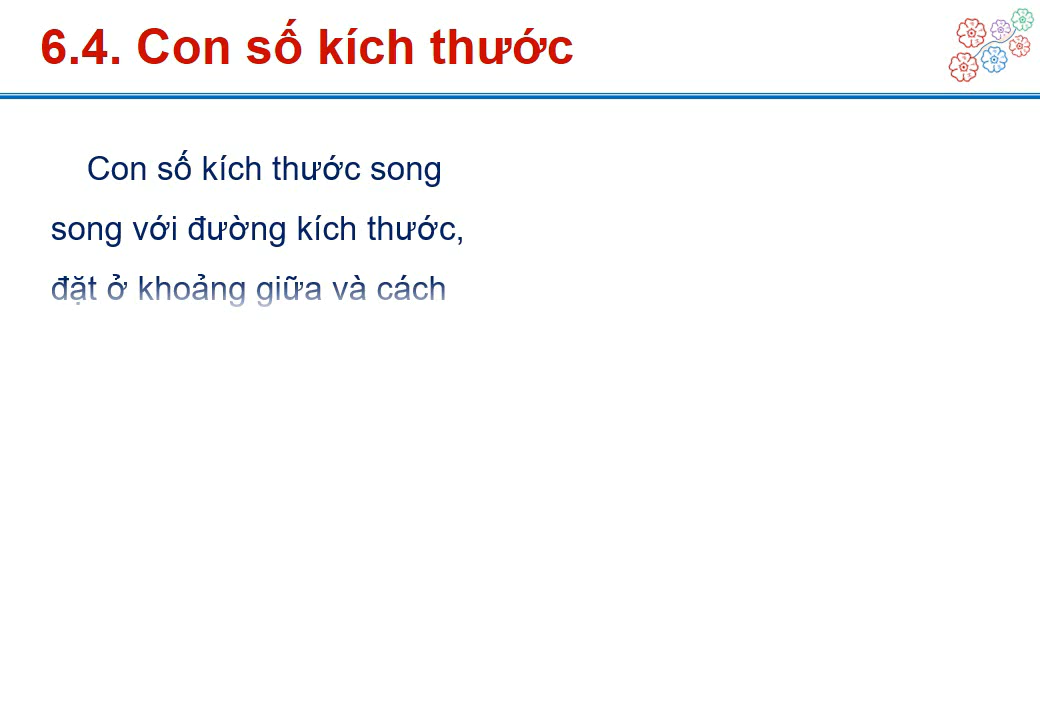 6.4. Con số kích thước
Con số kích thước song
song với đường kích thước,
đặt ở khoảng giữa và cách